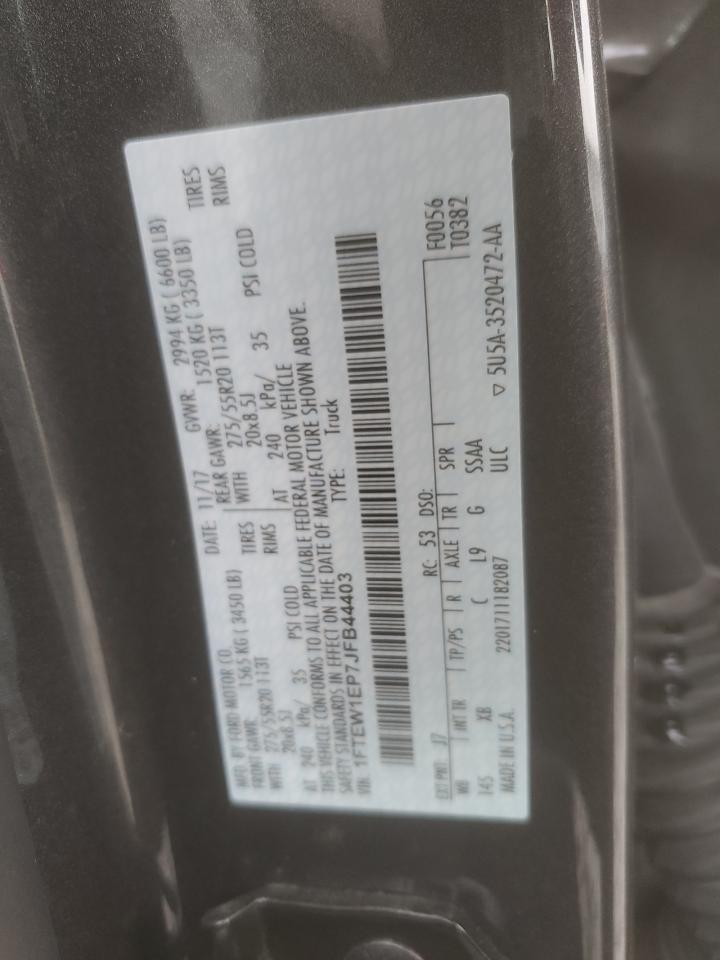 MFD. BY FORD MOTOR CO.
DATE: 11/17 GVWR: 2994 KG ( 6600 LB)
FRONT GAWR: 1565 KG ( 3450 LB) REAR GAWR: 1520 KG ( 3350 LB)
WITH 275/55R20 113T TIRES WITH 275/55R20 113T TIRES
20x8.5J RIMS 20x8.5J RIMS
AT 240 kPa/ 35 PSI COLD AT 240 kPa/ 35 PSI COLD
THIS VEHICLE CONFORMS TO ALL APPLICABLE FEDERAL MOTOR VEHICLE
SAFETY STANDARDS IN EFFECT ON THE DATE OF MANUFACTURE SHOWN ABOVE.
VIN: 1FTEW1EP7JFB44403 TYPE: Truck
EXT PNT: J7 RC: 53 DSO: F0056
WB INT TR TP/PS R AXLE TR SPR T0382
145 XB C L9 G SSAA
MADE IN U.S.A. 2201711182087 ULC ▽ 5U5A-3520472-AA